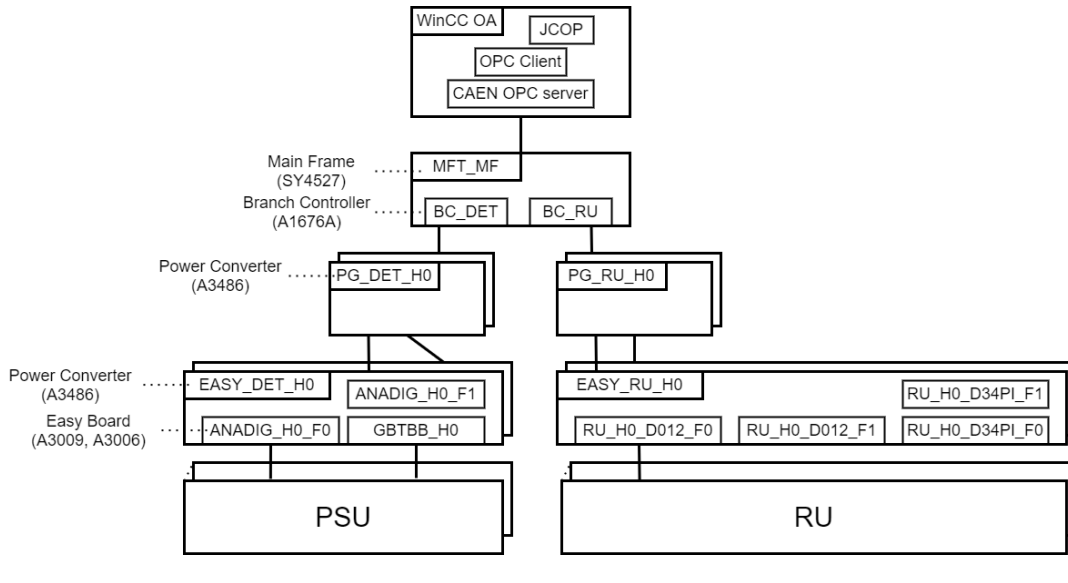 WinCC OA
JCOP
OPC Client
CAEN OPC server
Main Frame
(SY4527)
MFT_MF
Branch Controller
(A1676A)
BC_DET
BC_RU
Power Converter
(A3486)
PG_DET_H0
PG_RU_H0
Power Converter
(A3486)
EASY_DET_H0
ANADIG_H0_F1
EASY_RU_H0
RU_H0_D34PI_F1
Easy Board
(A3009, A3006)
ANADIG_H0_F0
GBTBB_H0
RU_H0_D012_F0
RU_H0_D012_F1
RU_H0_D34PI_F0
PSU
RU